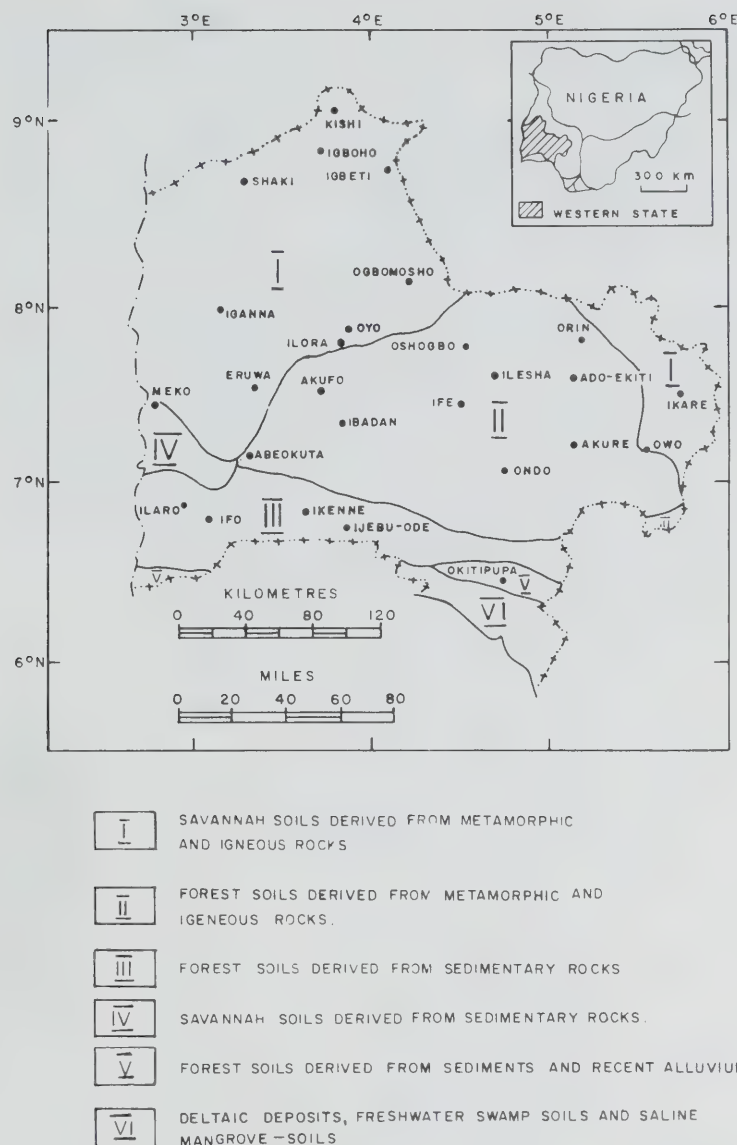 3°E 4°E 5°E 6°E
9°N
8°N
7°N
6°N
NIGERIA
300 Km
WESTERN STATE
KISHI
IGBOHO
IGBETI
SHAKI
I
OGBOMOSHO
IGANNA
OYO
ILORA
OSHOGBO
ORIN
ERUWA
AKUFO
ILESHA
ADO-EKITI
I
IKARE
MEKO
IFE
II
IBADAN
IV
ABEOKUTA
AKURE
OWO
ONDO
ILARO
IFO
III
IKENNE
IJEBU-ODE
III
V
OKITIPUPA
V
VI
KILOMETRES
0 40 80 120
MILES
0 20 40 60 80
I SAVANNAH SOILS DERIVED FROM METAMORPHIC
AND IGNEOUS ROCKS
II FOREST SOILS DERIVED FROM METAMORPHIC AND
IGENEOUS ROCKS.
III FOREST SOILS DERIVED FROM SEDIMENTARY ROCKS
IV SAVANNAH SOILS DERIVED FROM SEDIMENTARY ROCKS.
V FOREST SOILS DERIVED FROM SEDIMENTS AND RECENT ALLUVIUM
VI DELTAIC DEPOSITS, FRESHWATER SWAMP SOILS AND SALINE
MANGROVE-SOILS